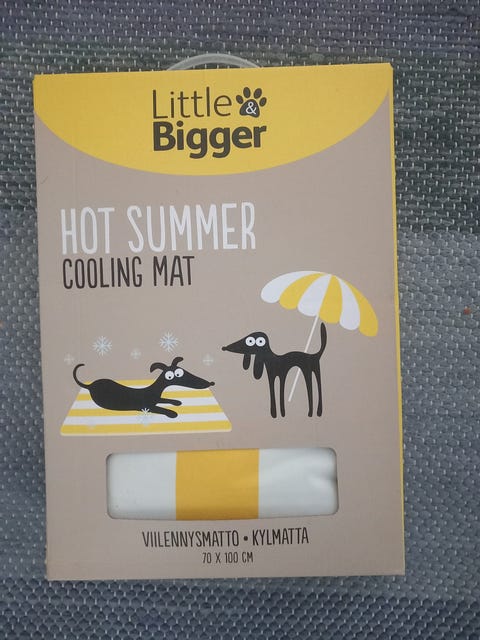 Little &
Bigger
HOT SUMMER
COOLING MAT
VIILENNYSMATTO • KYLMATTA
70 X 100 CM